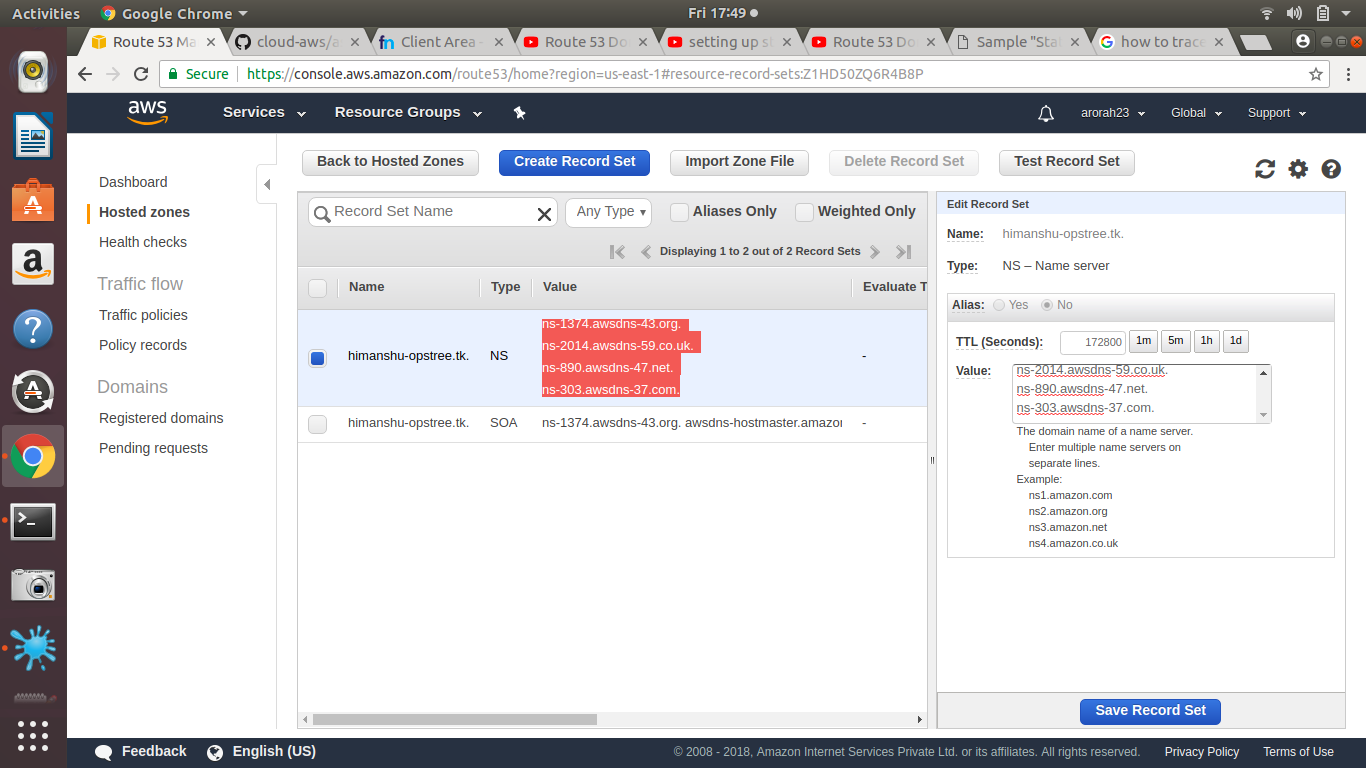 Activities
Google Chrome
Fri 17:49
Route 53 Ma
cloud-aws/a
Client Area -
Route 53 Do
setting up s
Route 53 Do
Sample "Sta
how to trace
Secure
https://console.aws.amazon.com/route53/home?region=us-east-1#resource-record-sets:Z1HD50ZQ6R4B8P
aws
Services
Resource Groups
arorah23
Global
Support
Dashboard
Hosted zones
Health checks
Traffic flow
Traffic policies
Policy records
Domains
Registered domains
Pending requests
Back to Hosted Zones
Create Record Set
Import Zone File
Delete Record Set
Test Record Set
Record Set Name
Any Type
Aliases Only
Weighted Only
Displaying 1 to 2 out of 2 Record Sets
Name
Type
Value
Evaluate T
himanshu-opstree.tk.
NS
ns-1374.awsdns-43.org.
ns-2014.awsdns-59.co.uk.
ns-890.awsdns-47.net.
ns-303.awsdns-37.com.
-
himanshu-opstree.tk.
SOA
ns-1374.awsdns-43.org. awsdns-hostmaster.amazor
-
Edit Record Set
Name:
himanshu-opstree.tk.
Type:
NS – Name server
Alias:
Yes
No
TTL (Seconds):
172800
1m
5m
1h
1d
Value:
ns-2014.awsdns-59.co.uk.
ns-890.awsdns-47.net.
ns-303.awsdns-37.com.
The domain name of a name server.
Enter multiple name servers on
separate lines.
Example:
ns1.amazon.com
ns2.amazon.org
ns3.amazon.net
ns4.amazon.co.uk
Save Record Set
Feedback
English (US)
© 2008 - 2018, Amazon Internet Services Private Ltd. or its affiliates. All rights reserved.
Privacy Policy
Terms of Use